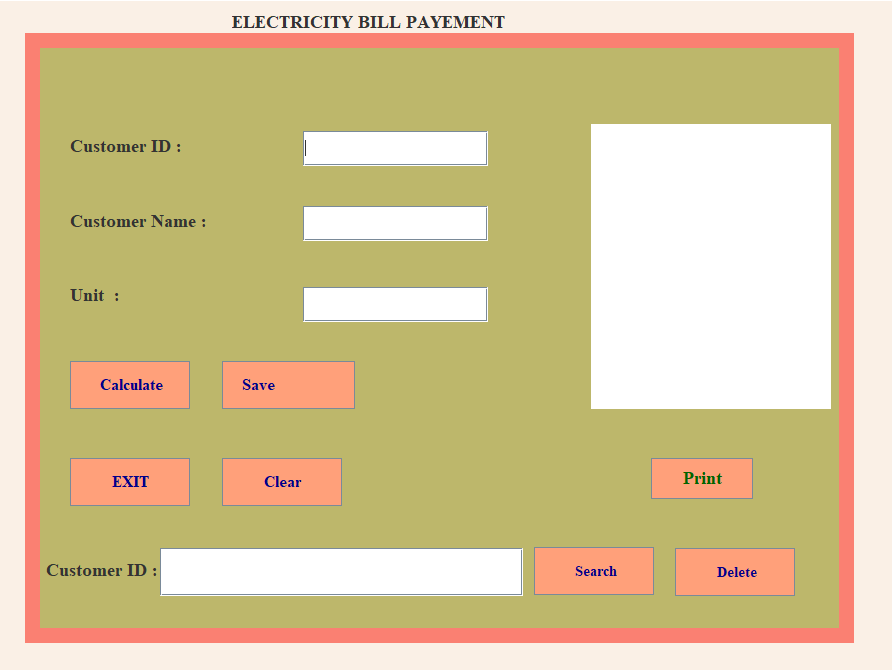 ELECTRICITY BILL PAYEMENT
Customer ID :
Customer Name :
Unit :
Calculate
Save
EXIT
Clear
Print
Customer ID :
Search
Delete